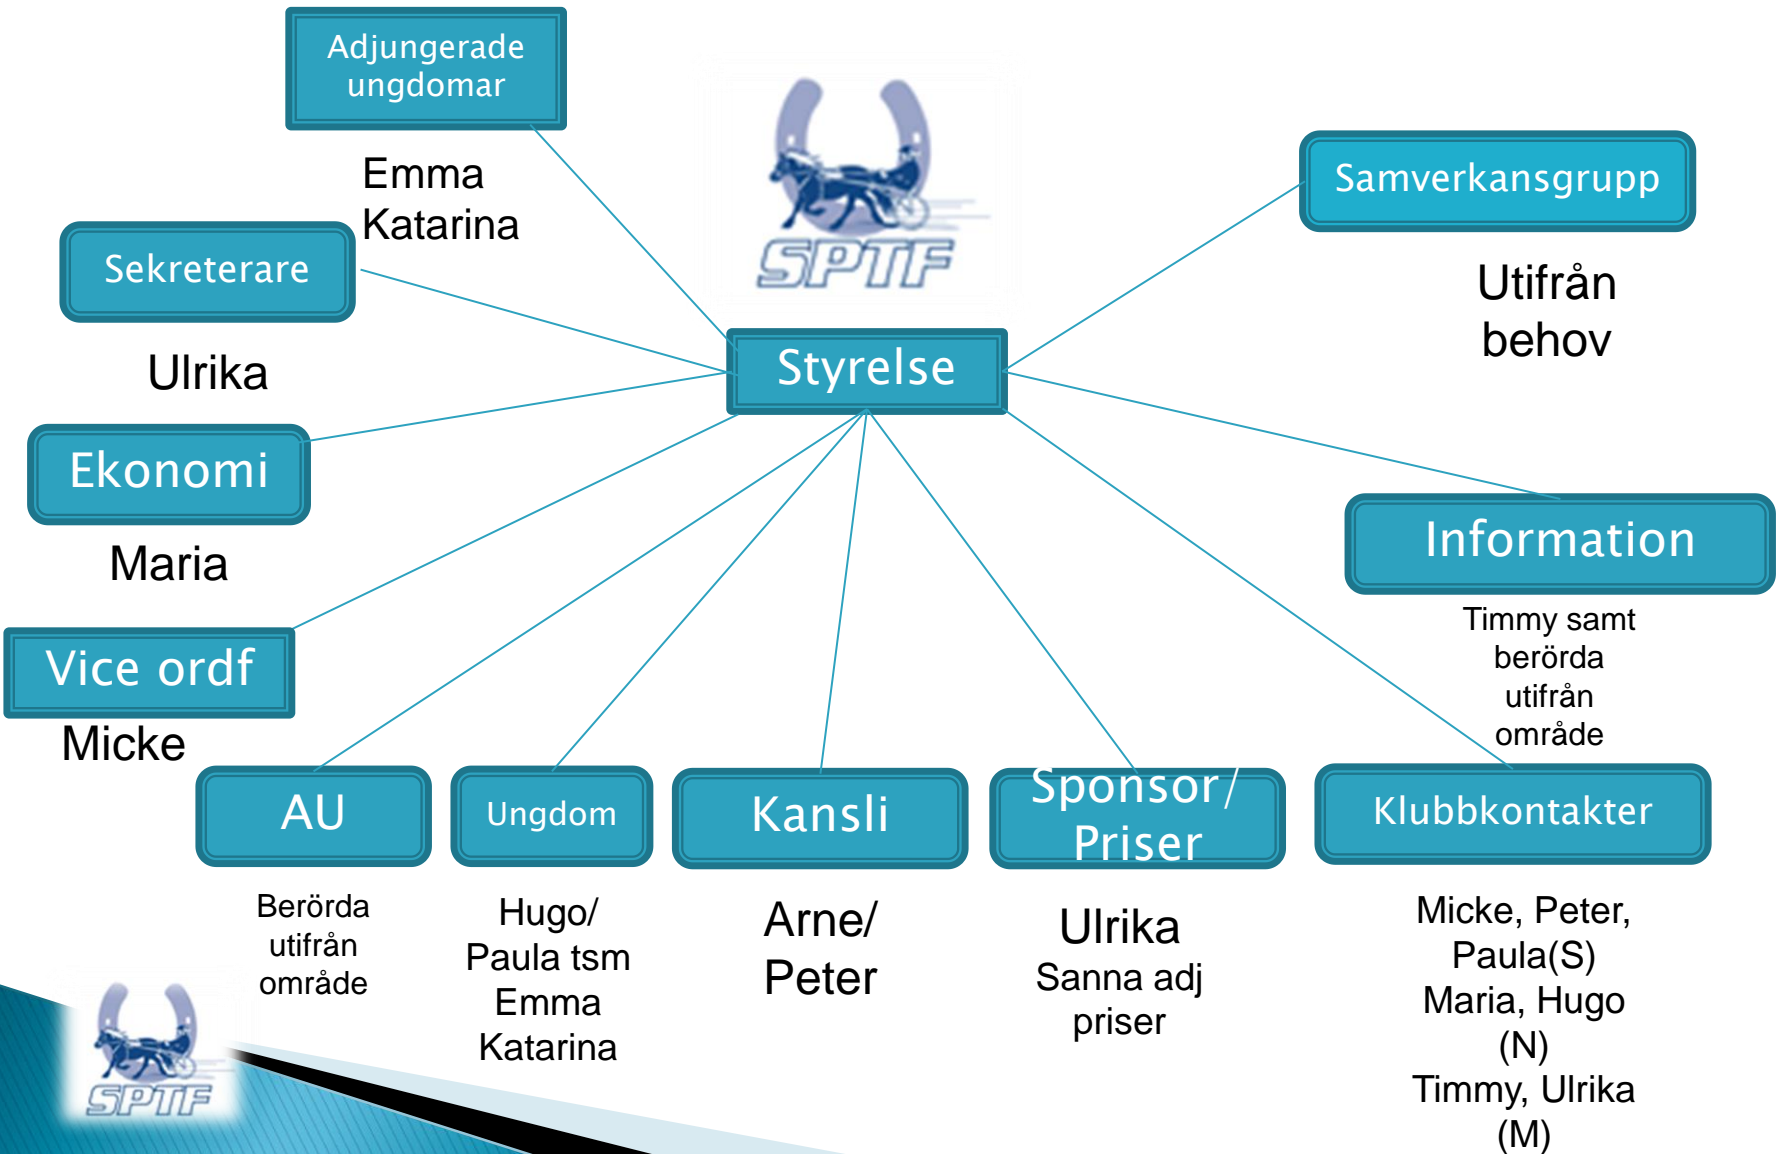 Adjungerade
ungdomar
Emma
Katarina
SPTF
Samverkansgrupp
Utifrån
behov
Sekreterare
Ulrika
Styrelse
Ekonomi
Maria
Information
Timmy samt
berörda
utifrån
område
Vice ordf
Micke
AU
Berörda
utifrån
område
Ungdom
Hugo/
Paula tsm
Emma
Katarina
Kansli
Arne/
Peter
Sponsor/
Priser
Ulrika
Sanna adj
priser
Klubbkontakter
Micke, Peter,
Paula(S)
Maria, Hugo
(N)
Timmy, Ulrika
(M)
SPTF